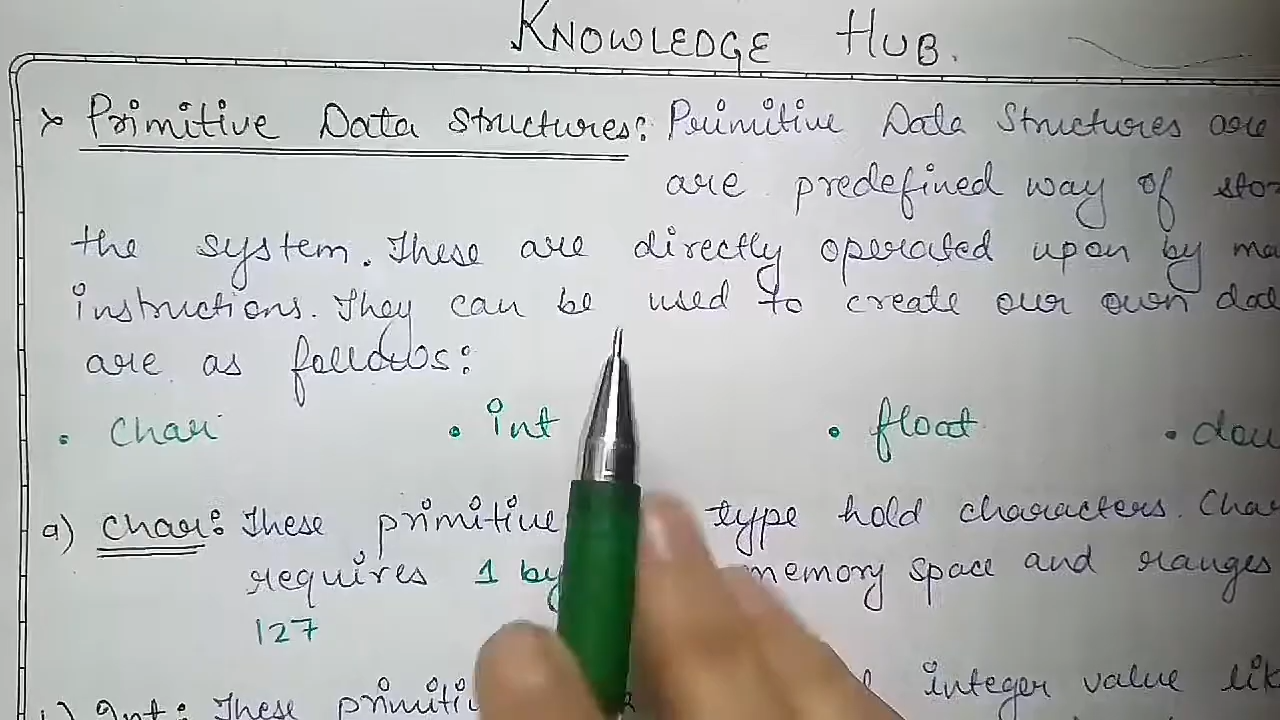 KNOWLEDGE HUB.
Primitive Data Structures: Primitive Data Structures are
are predefined way of
the system. These are directly operated upon by
instructions. They can be used to create our own
are as follows:
• Char • int • float •
a) Char: These primitive type hold characters.
requires 1 memory space and ranges
127
Int: These integer value